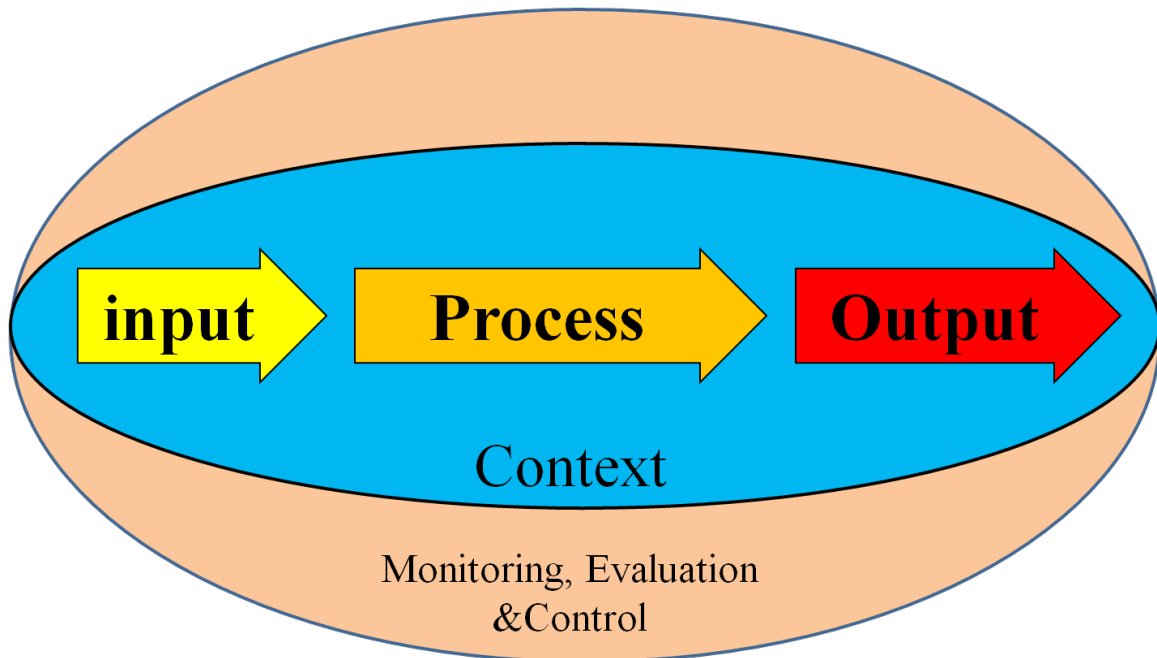 input
Process
Output
Context
Monitoring, Evaluation
&Control